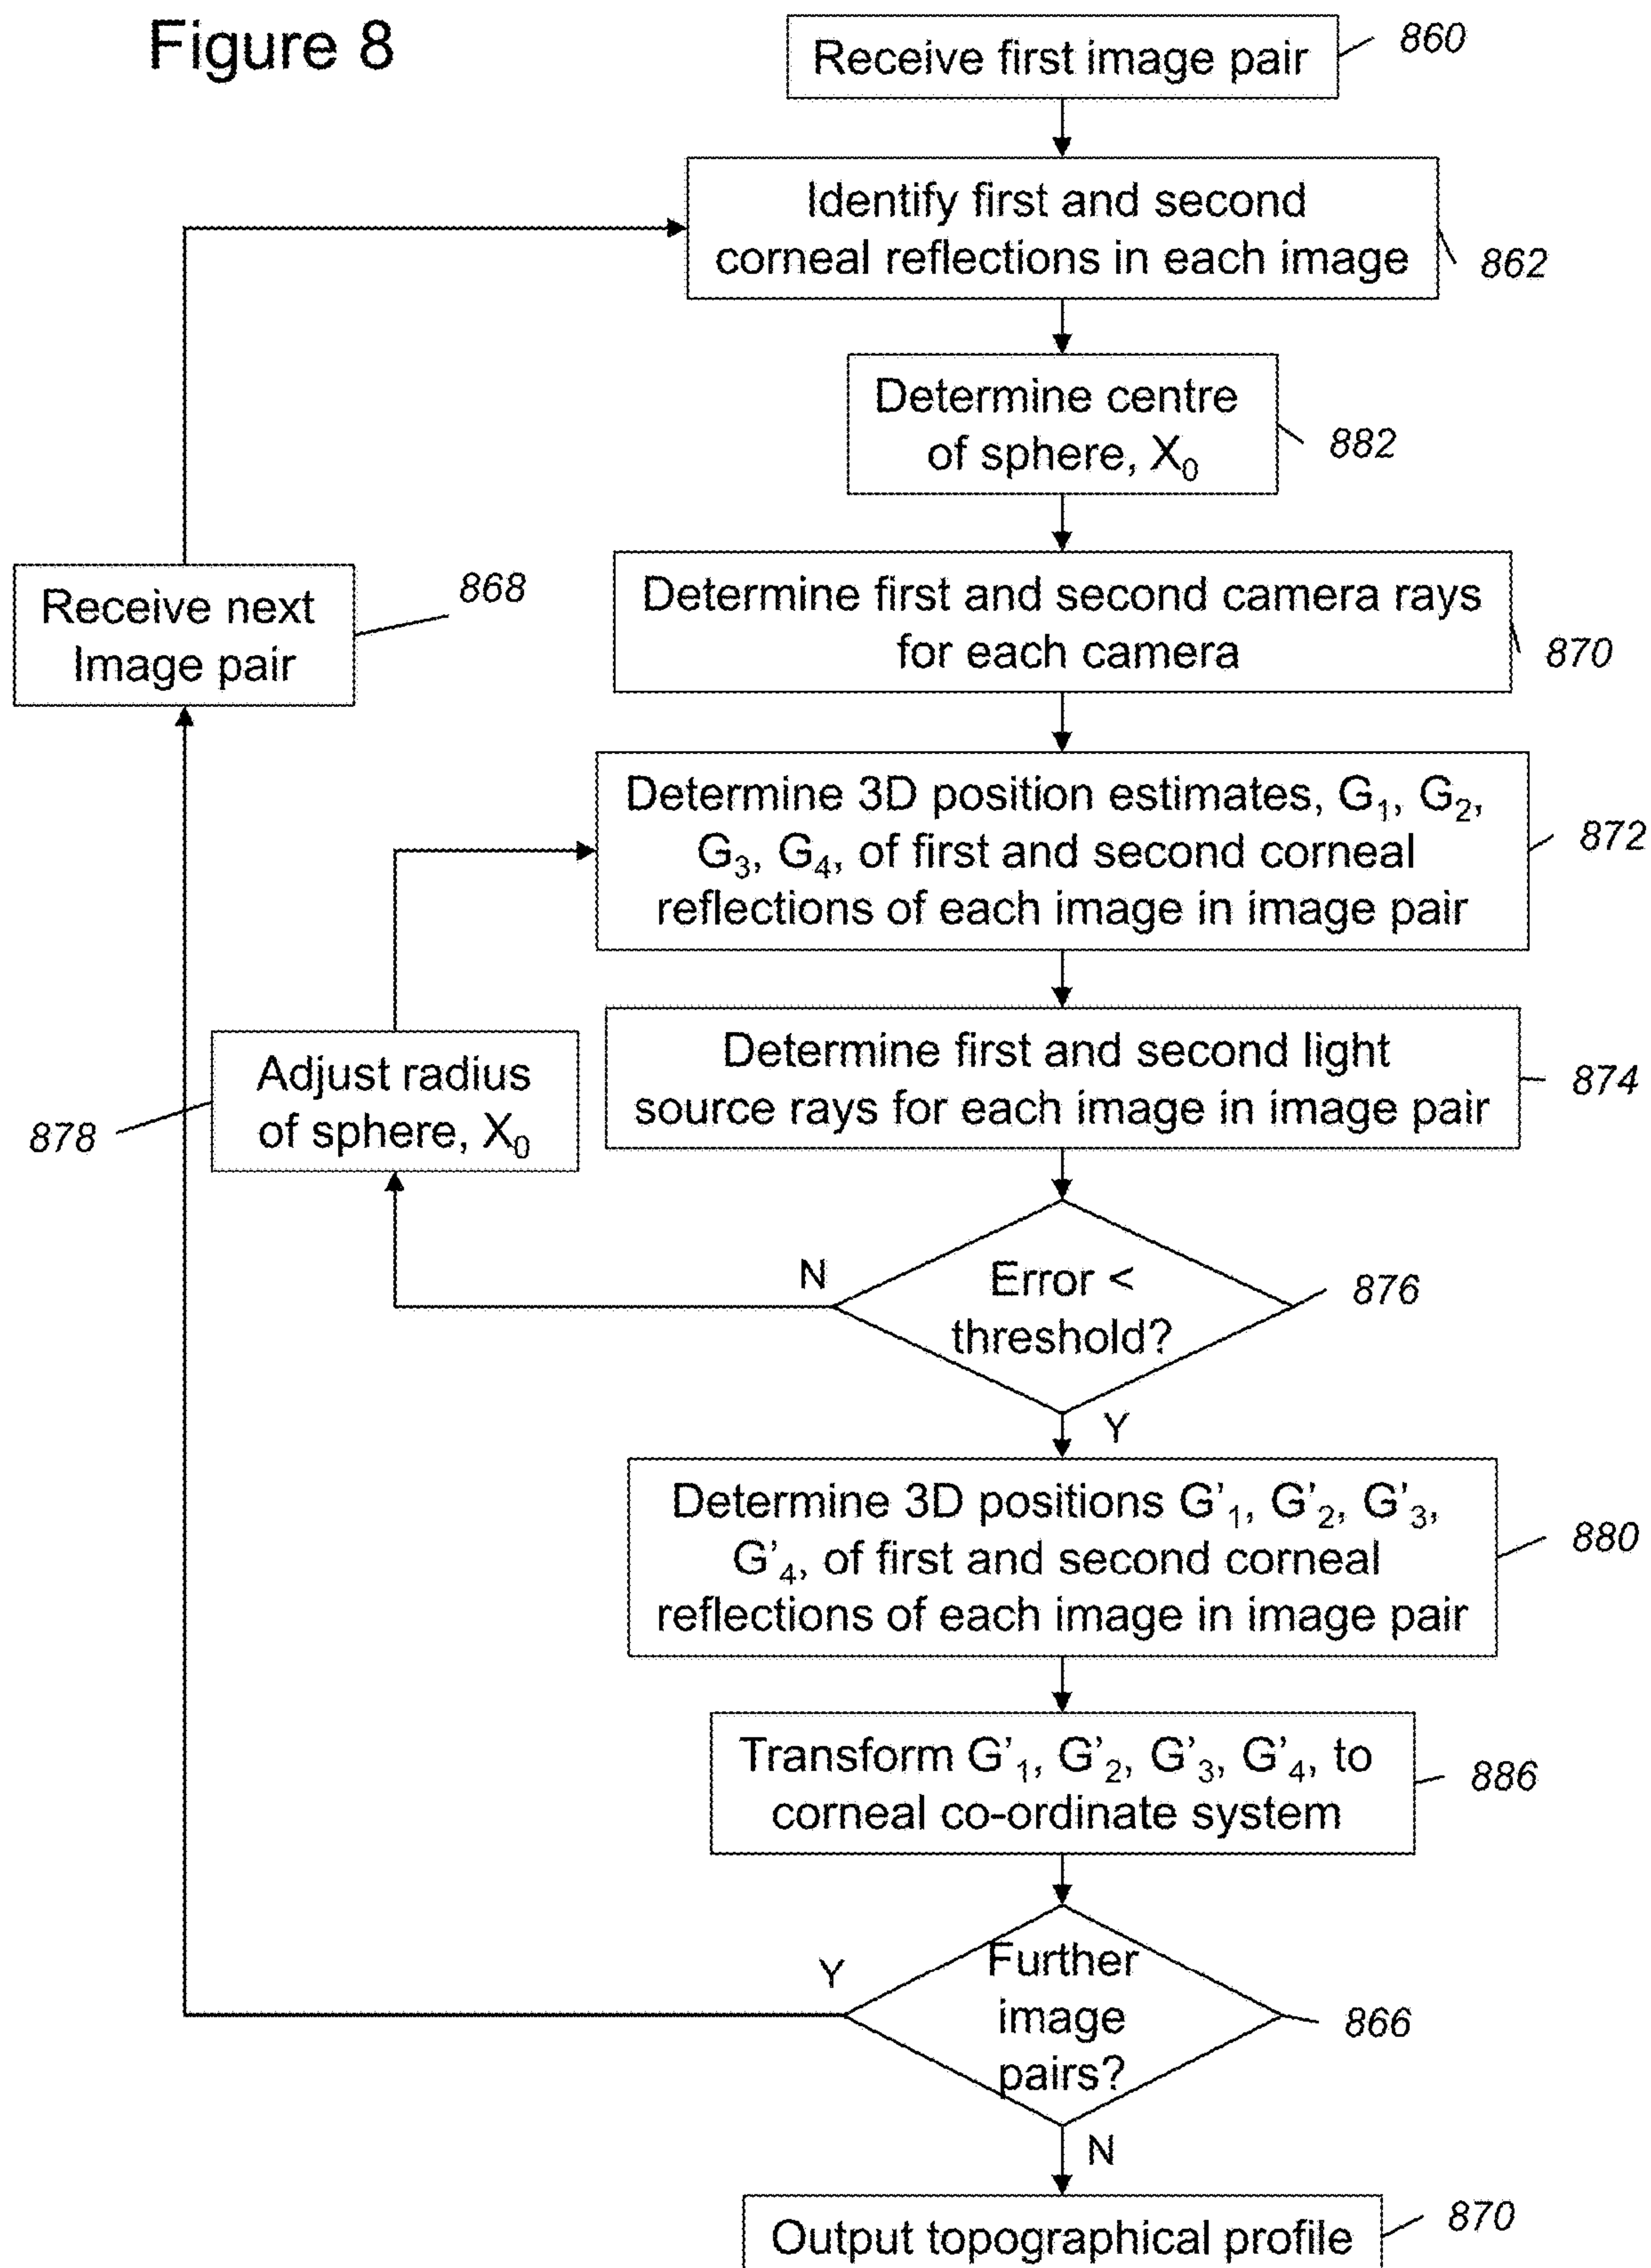 Figure 8
Receive first image pair
860
Identify first and second
corneal reflections in each image
862
Determine centre
of sphere, X₀
882
Determine first and second camera rays
for each camera
870
Receive next
Image pair
868
Determine 3D position estimates, G₁, G₂,
G₃, G₄, of first and second corneal
reflections of each image in image pair
872
Determine first and second light
source rays for each image in image pair
874
Adjust radius
of sphere, X₀
878
Error <
threshold?
876
N
Y
Determine 3D positions G’₁, G’₂, G’₃,
G’₄, of first and second corneal
reflections of each image in image pair
880
Transform G’₁, G’₂, G’₃, G’₄, to
corneal co-ordinate system
886
Further
image
pairs?
866
Y
N
Output topographical profile
870